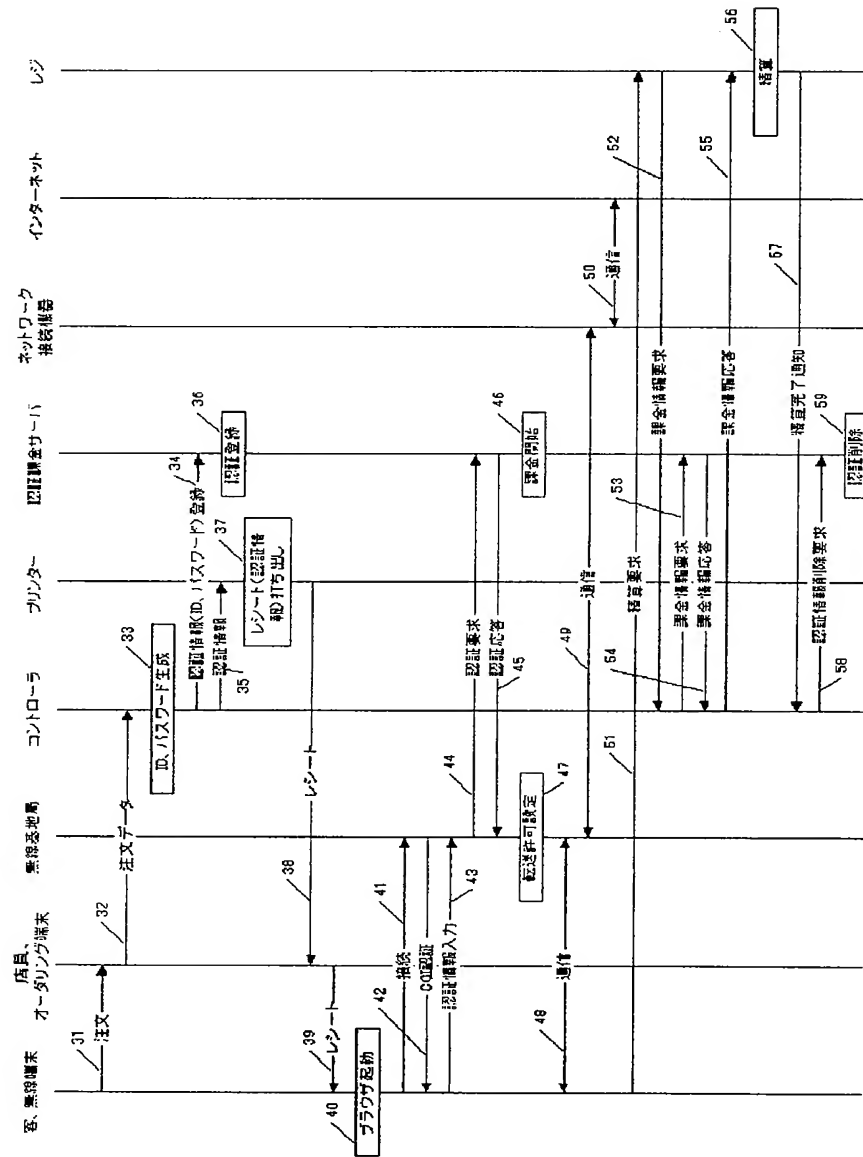 客、無線端末
店員、
オーダリング端末
無線基地局
コントローラ
プリンター
認証課金サーバ
ネットワーク
接続機器
インターネット
レジ
31
注文
32
注文データ
33
ID、パスワード生成
34
認証情報(ID、パスワード)登録
35
認証情報
36
認証登録
37
レシート(認証情
報)打ち出し
38
レシート
39
レシート
40
ブラウザ起動
41
接続
42
CGI認証
43
認証情報入力
44
認証要求
45
認証応答
46
課金開始
47
転送許可設定
48
通信
49
通信
50
通信
51
精算要求
52
課金情報要求
53
課金情報要求
54
課金情報応答
55
課金情報応答
56
精算
57
精算完了通知
58
認証情報削除要求
59
認証削除